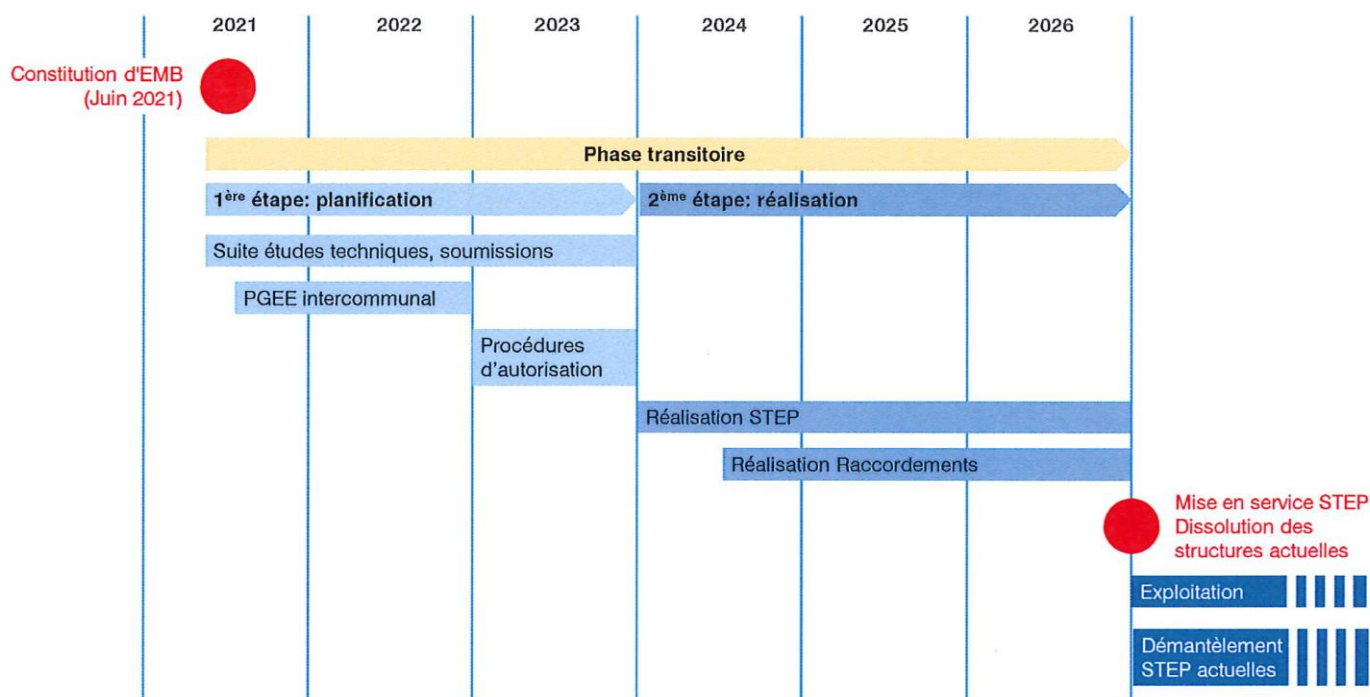 2021 2022 2023 2024 2025 2026
Constitution d'EMB
(Juin 2021)
Phase transitoire
1ère étape: planification
2ème étape: réalisation
Suite études techniques, soumissions
PGEE intercommunal
Procédures
d'autorisation
Réalisation STEP
Réalisation Raccordements
Mise en service STEP
Dissolution des
structures actuelles
Exploitation
Démantèlement
STEP actuelles